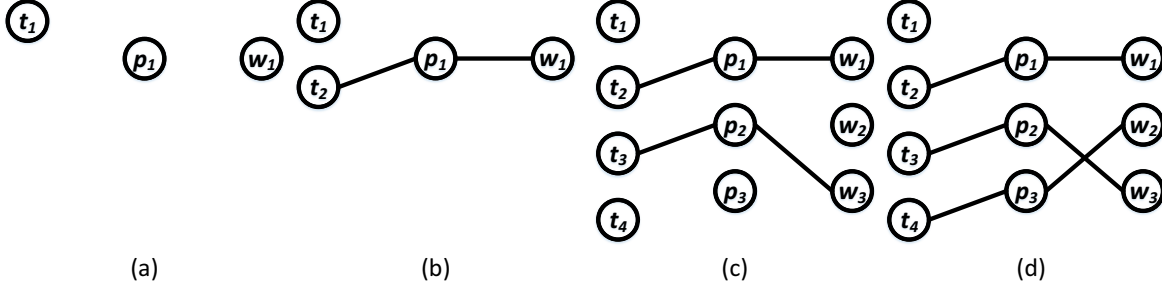 t1 p1 w1
t1 t2 p1 w1
t1 t2 t3 t4 p1 p2 p3 w1 w2 w3
t1 t2 t3 t4 p1 p2 p3 w1 w2 w3
(a) (b) (c) (d)